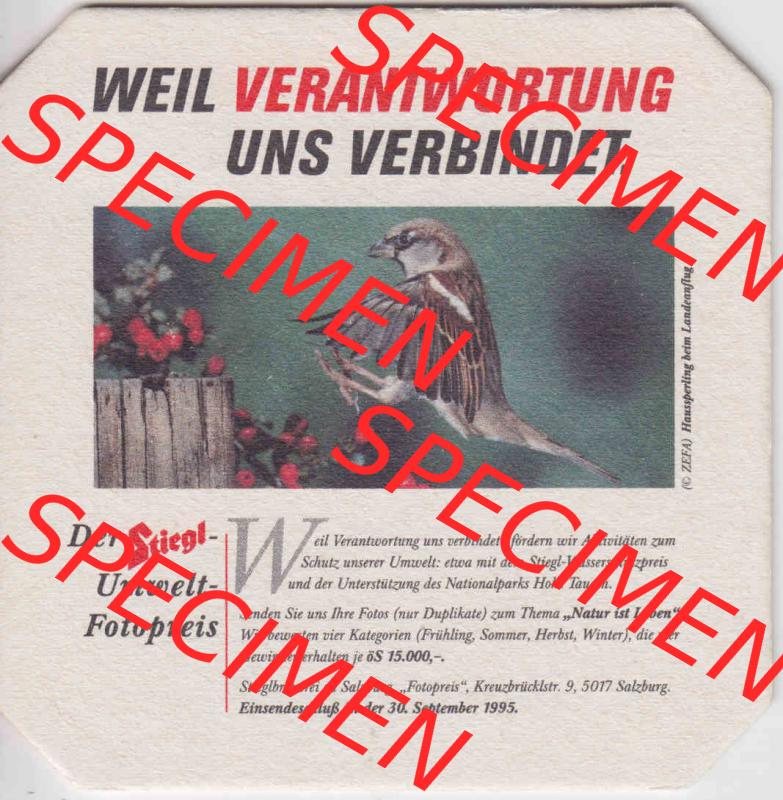 WEIL VERANTWORTUNG
UNS VERBINDET.
(© ZEFA) Haussperling beim Landeanflug
Der Stiegl-
Umwelt-
Fotopreis
Weil Verantwortung uns verbindet, fördern wir Aktivitäten zum
Schutz unserer Umwelt: etwa mit dem Stiegl-Wasserschutzpreis
und der Unterstützung des Nationalparks Hohe Tauern.
Senden Sie uns Ihre Fotos (nur Duplikate) zum Thema „Natur ist Leben“
Wir bewerten vier Kategorien (Frühling, Sommer, Herbst, Winter), die vier
Gewinner erhalten je öS 15.000,–.
Stieglbrauerei zu Salzburg, „Fotopreis“, Kreuzbrücklstr. 9, 5017 Salzburg.
Einsendeschluß ist der 30. September 1995.
SPECIMEN
SPECIMEN
SPECIMEN
SPECIMEN